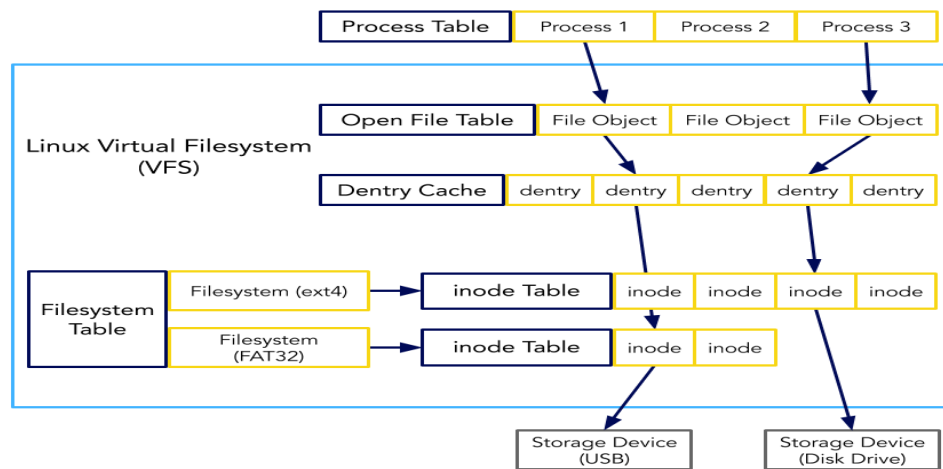 Process Table Process 1 Process 2 Process 3
Open File Table File Object File Object File Object
Linux Virtual Filesystem
(VFS)
Dentry Cache dentry dentry dentry dentry dentry
Filesystem
Table
Filesystem (ext4) inode Table inode inode inode inode
Filesystem
(FAT32)
inode Table inode inode
Storage Device
(USB)
Storage Device
(Disk Drive)